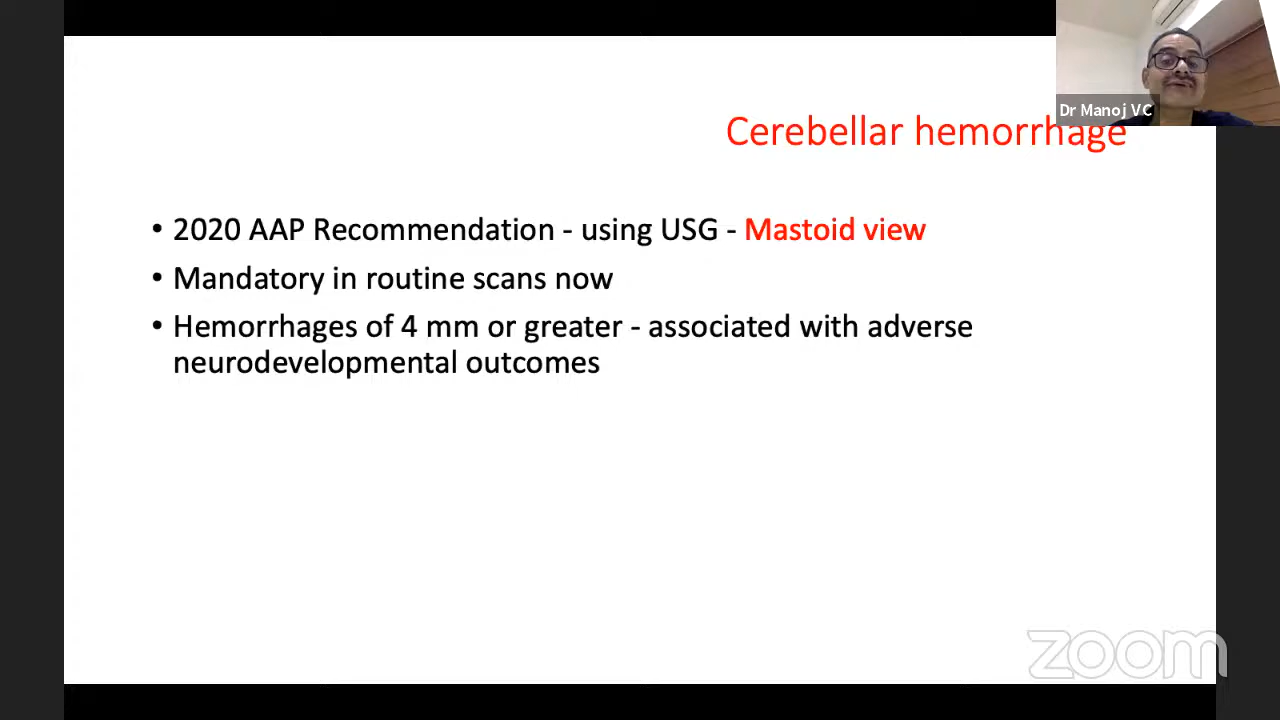 Dr Manoj VC
Cerebellar hemorrhage
• 2020 AAP Recommendation - using USG - Mastoid view
• Mandatory in routine scans now
• Hemorrhages of 4 mm or greater - associated with adverse
neurodevelopmental outcomes
zoom